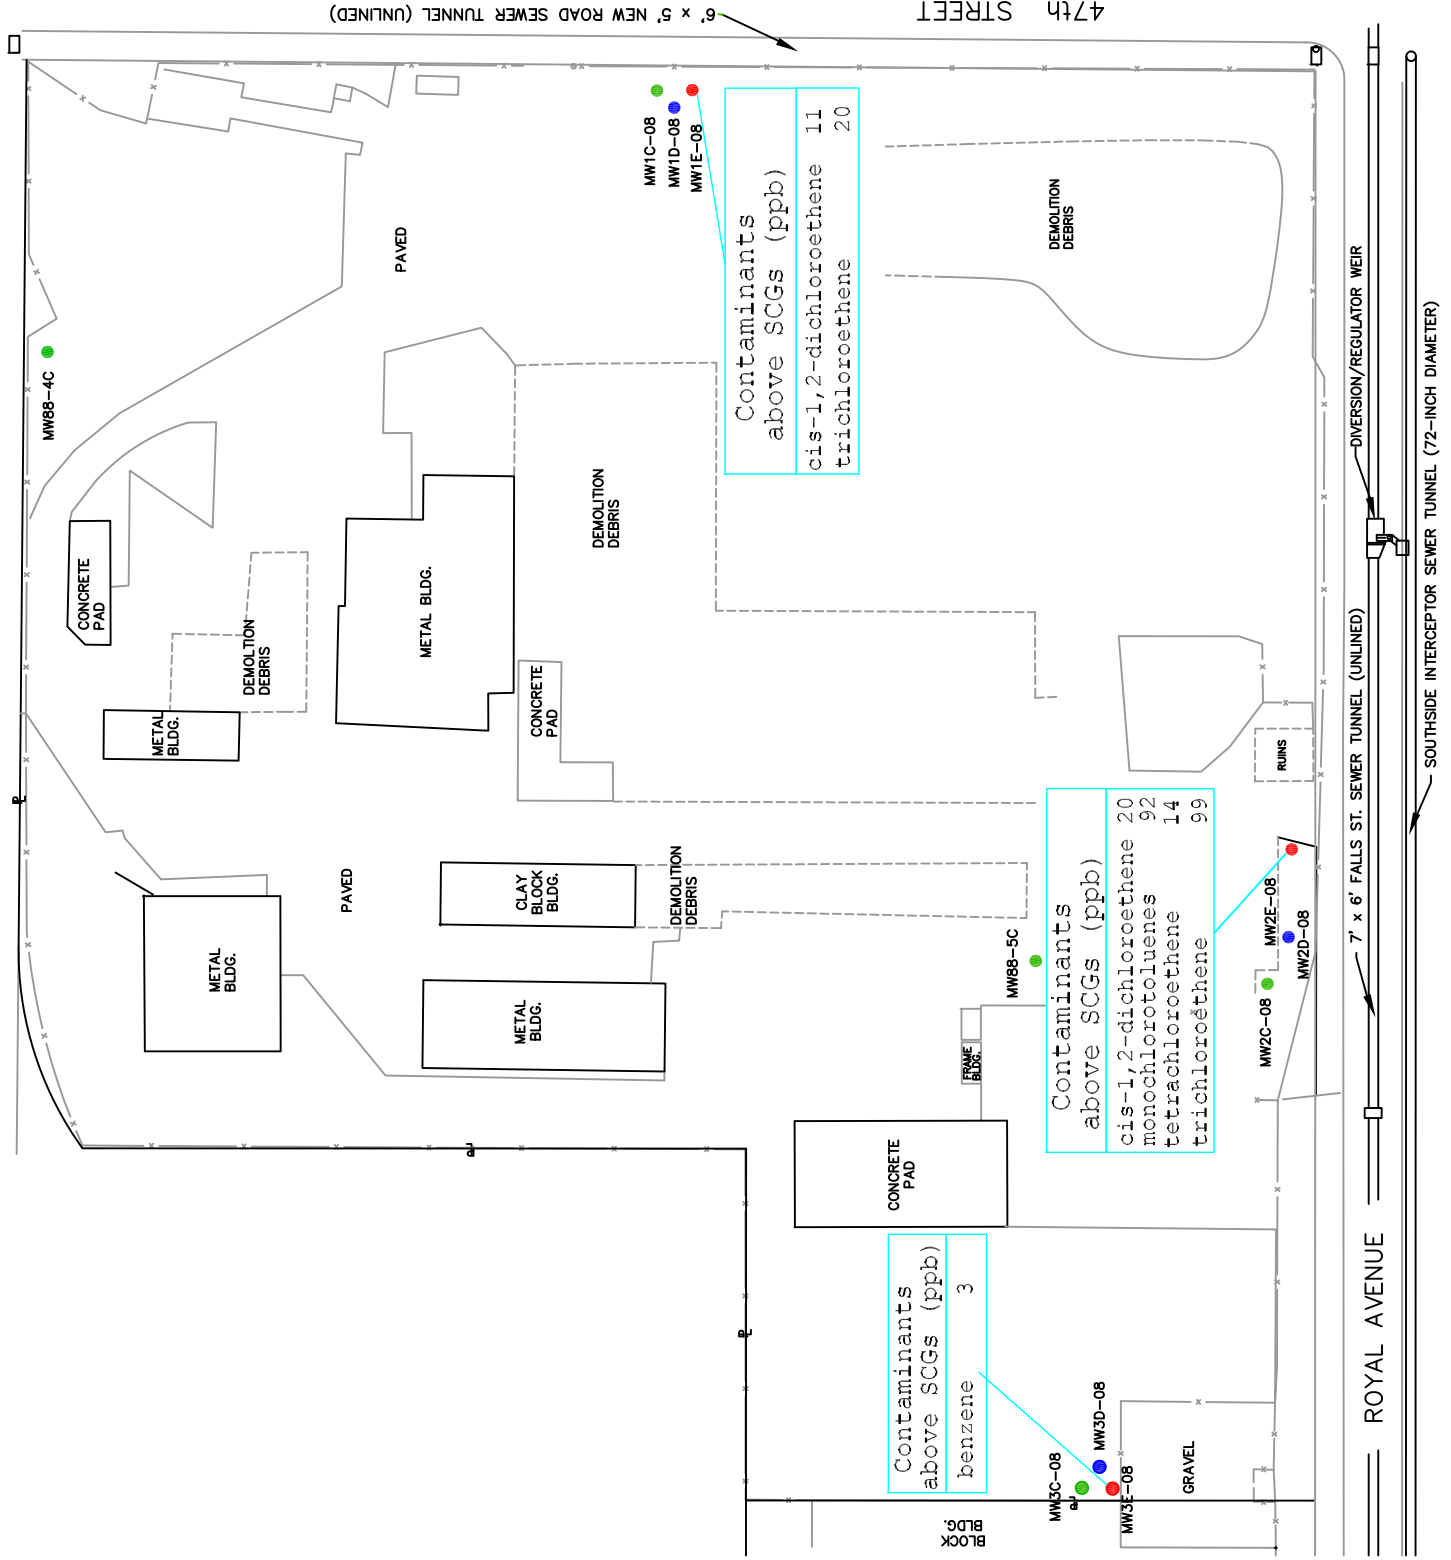 6' x 5' NEW ROAD SEWER TUNNEL (UNLINED)
47th STREET
MW88-4C
PAVED
MW1C-08
MW1D-08
MW1E-08
Contaminants
above SCGs (ppb)
cis-1,2-dichloroethene 11
trichloroethene 20
DEMOLITION
DEBRIS
CONCRETE
PAD
DEMOLTION
DEBRIS
METAL
BLDG.
METAL BLDG.
DEMOLITION
DEBRIS
CONCRETE
PAD
DIVERSION/REGULATOR WEIR
SOUTHSIDE INTERCEPTOR SEWER TUNNEL (72-INCH DIAMETER)
7' x 6' FALLS ST. SEWER TUNNEL (UNLINED)
RUINS
PL
METAL
BLDG.
PAVED
CLAY
BLOCK
BLDG.
DEMOLITION
DEBRIS
METAL
BLDG.
MW88-5C
FRAME
BLDG.
Contaminants
above SCGs (ppb)
cis-1,2-dichloroethene 20
monochlorotoluenes 92
tetrachloroethene 14
trichloroethene 99
MW2E-08
MW2D-08
MW2C-08
PL
CONCRETE
PAD
PL
Contaminants
above SCGs (ppb)
benzene 3
MW3C-08
MW3D-08
MW3E-08
PL
GRAVEL
BLOCK
BLDG.
ROYAL AVENUE